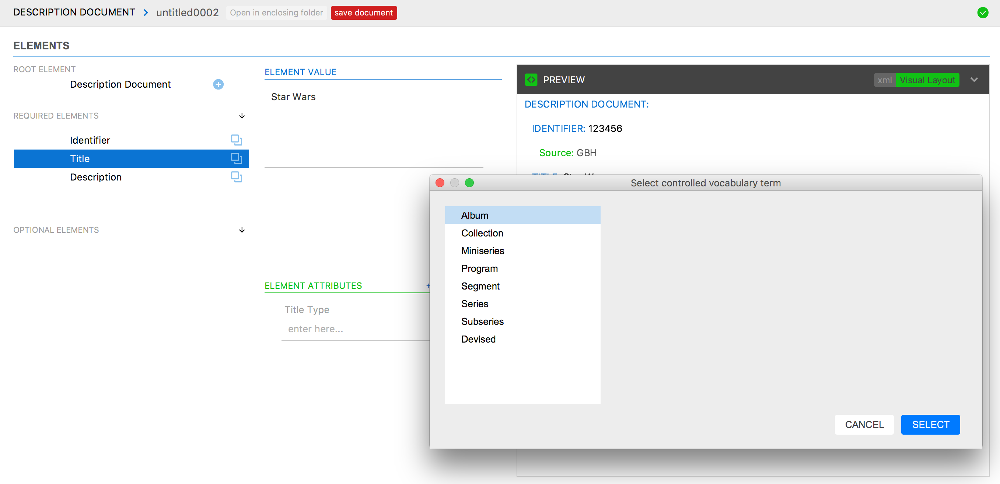 DESCRIPTION DOCUMENT > untitled0002 Open in enclosing folder save document
ELEMENTS
ROOT ELEMENT
Description Document
REQUIRED ELEMENTS
Identifier
Title
Description
OPTIONAL ELEMENTS
ELEMENT VALUE
Star Wars
ELEMENT ATTRIBUTES
Title Type
enter here...
PREVIEW xml Visual Layout
DESCRIPTION DOCUMENT:
IDENTIFIER: 123456
Source: GBH
Select controlled vocabulary term
Album
Collection
Miniseries
Program
Segment
Series
Subseries
Devised
CANCEL SELECT